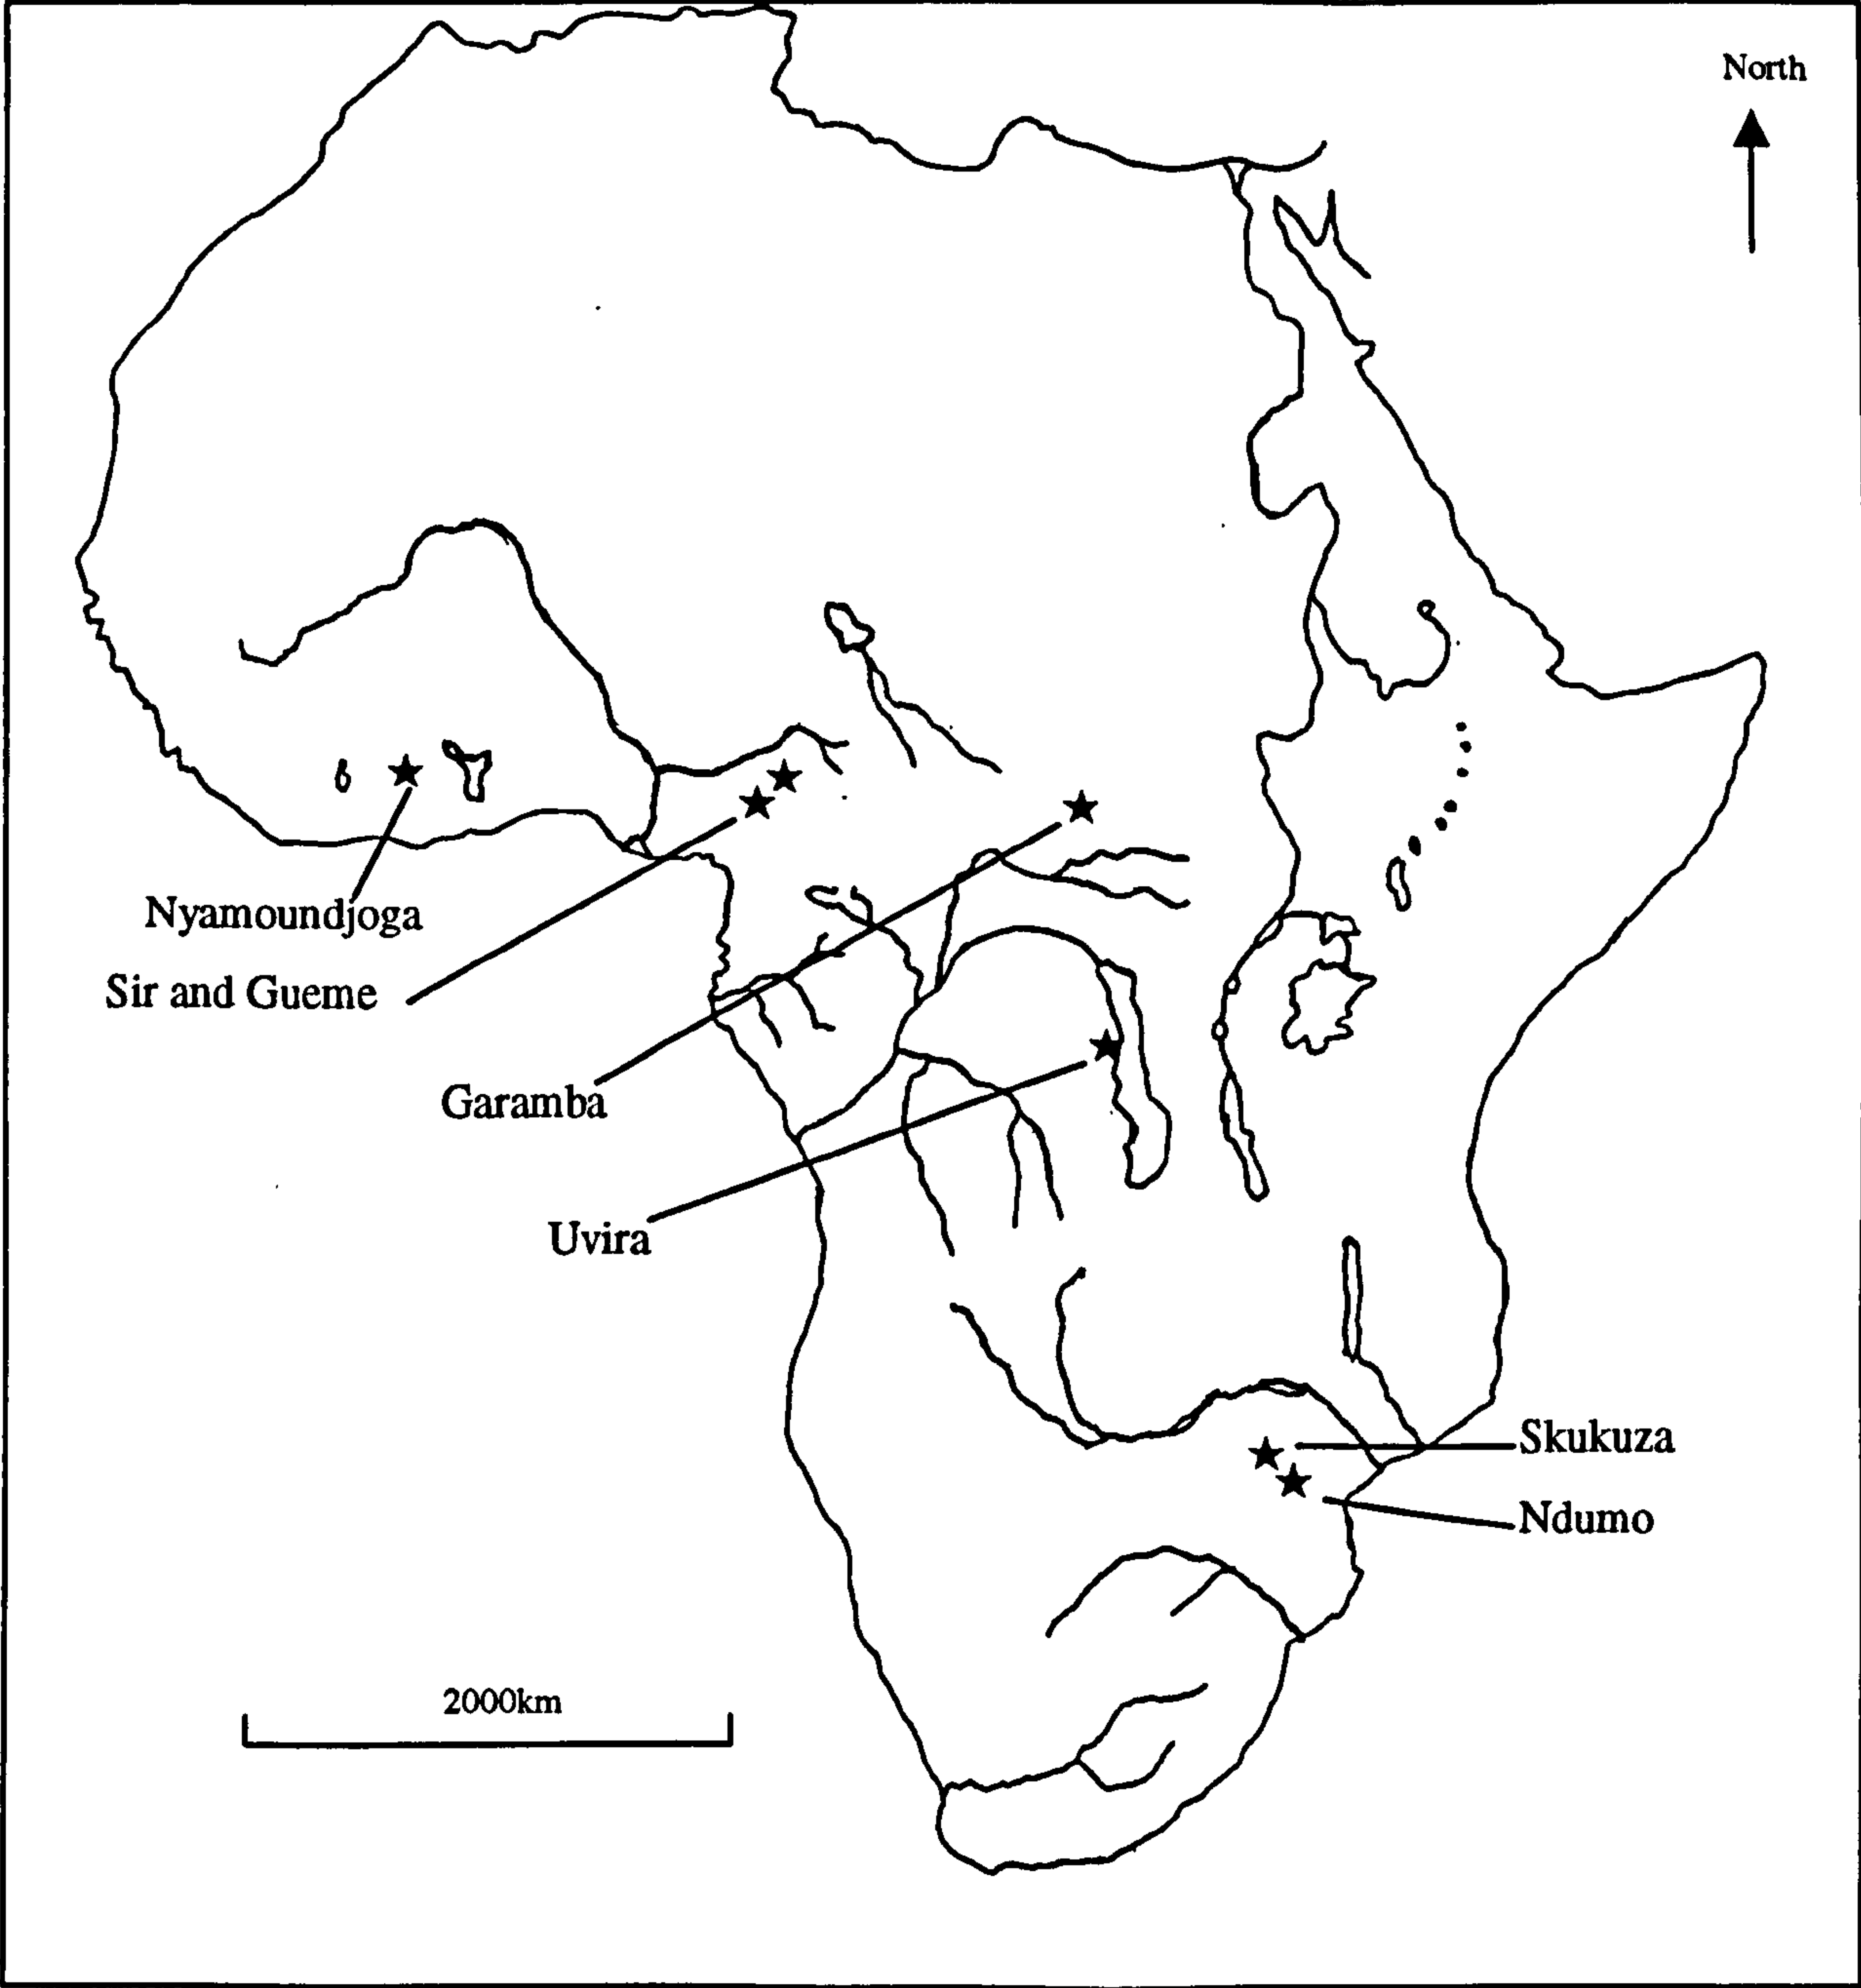 North
Nyamoundjoga
Sir and Gueme
Garamba
Uvira
Skukuza
Ndumo
2000km